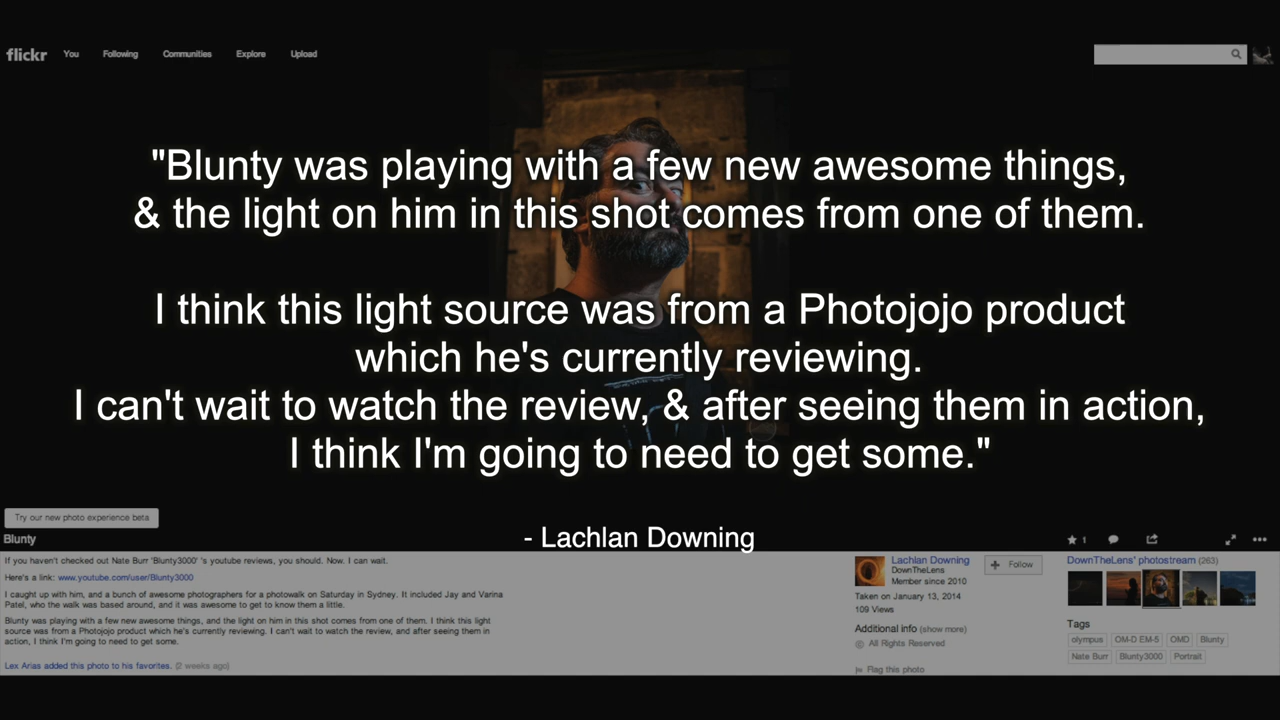 flickr You Following Communities Explore Upload
"Blunty was playing with a few new awesome things,
& the light on him in this shot comes from one of them.
I think this light source was from a Photojojo product
which he's currently reviewing.
I can't wait to watch the review, & after seeing them in action,
I think I'm going to need to get some."
- Lachlan Downing
Try our new photo experience beta
Blunty
1
If you haven't checked out Nate Burr 'Blunty3000' 's youtube reviews, you should. Now. I can wait.
Here's a link: www.youtube.com/user/Blunty3000
I caught up with him, and a bunch of awesome photographers for a photowalk on Saturday in Sydney. It included Jay and Varina
Patel, who the walk was based around, and it was awesome to get to know them a little.
Blunty was playing with a few new awesome things, and the light on him in this shot comes from one of them. I think this light
source was from a Photojojo product which he's currently reviewing. I can't wait to watch the review, and after seeing them in
action, I think I'm going to need to get some.
Lex Arias added this photo to his favorites. (2 weeks ago)
Lachlan Downing
DownTheLens
Member since 2010
Follow
Taken on January 13, 2014
109 Views
Additional info (show more)
All Rights Reserved
Flag this photo
DownTheLens' photostream (263)
Tags
olympus OM-D EM-5 OMD Blunty
Nate Burr Blunty3000 Portrait